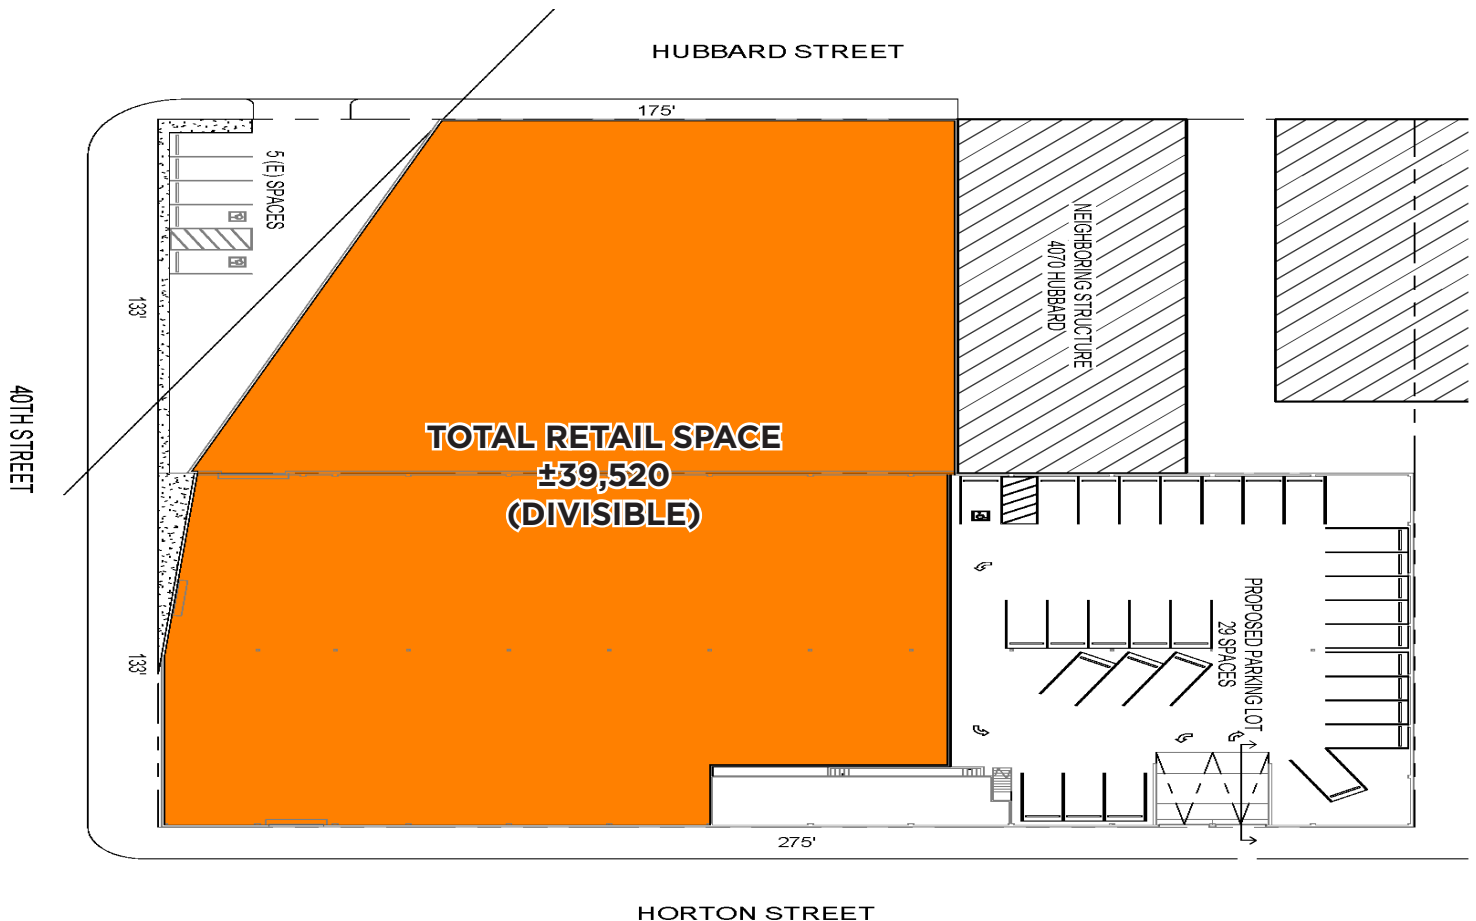 HUBBARD STREET
175'
5 (E) SPACES
133'
NEIGHBORING STRUCTURE
4070 HUBBARD
40TH STREET
TOTAL RETAIL SPACE
±39,520
(DIVISIBLE)
133'
PROPOSED PARKING LOT
29 SPACES
275'
HORTON STREET